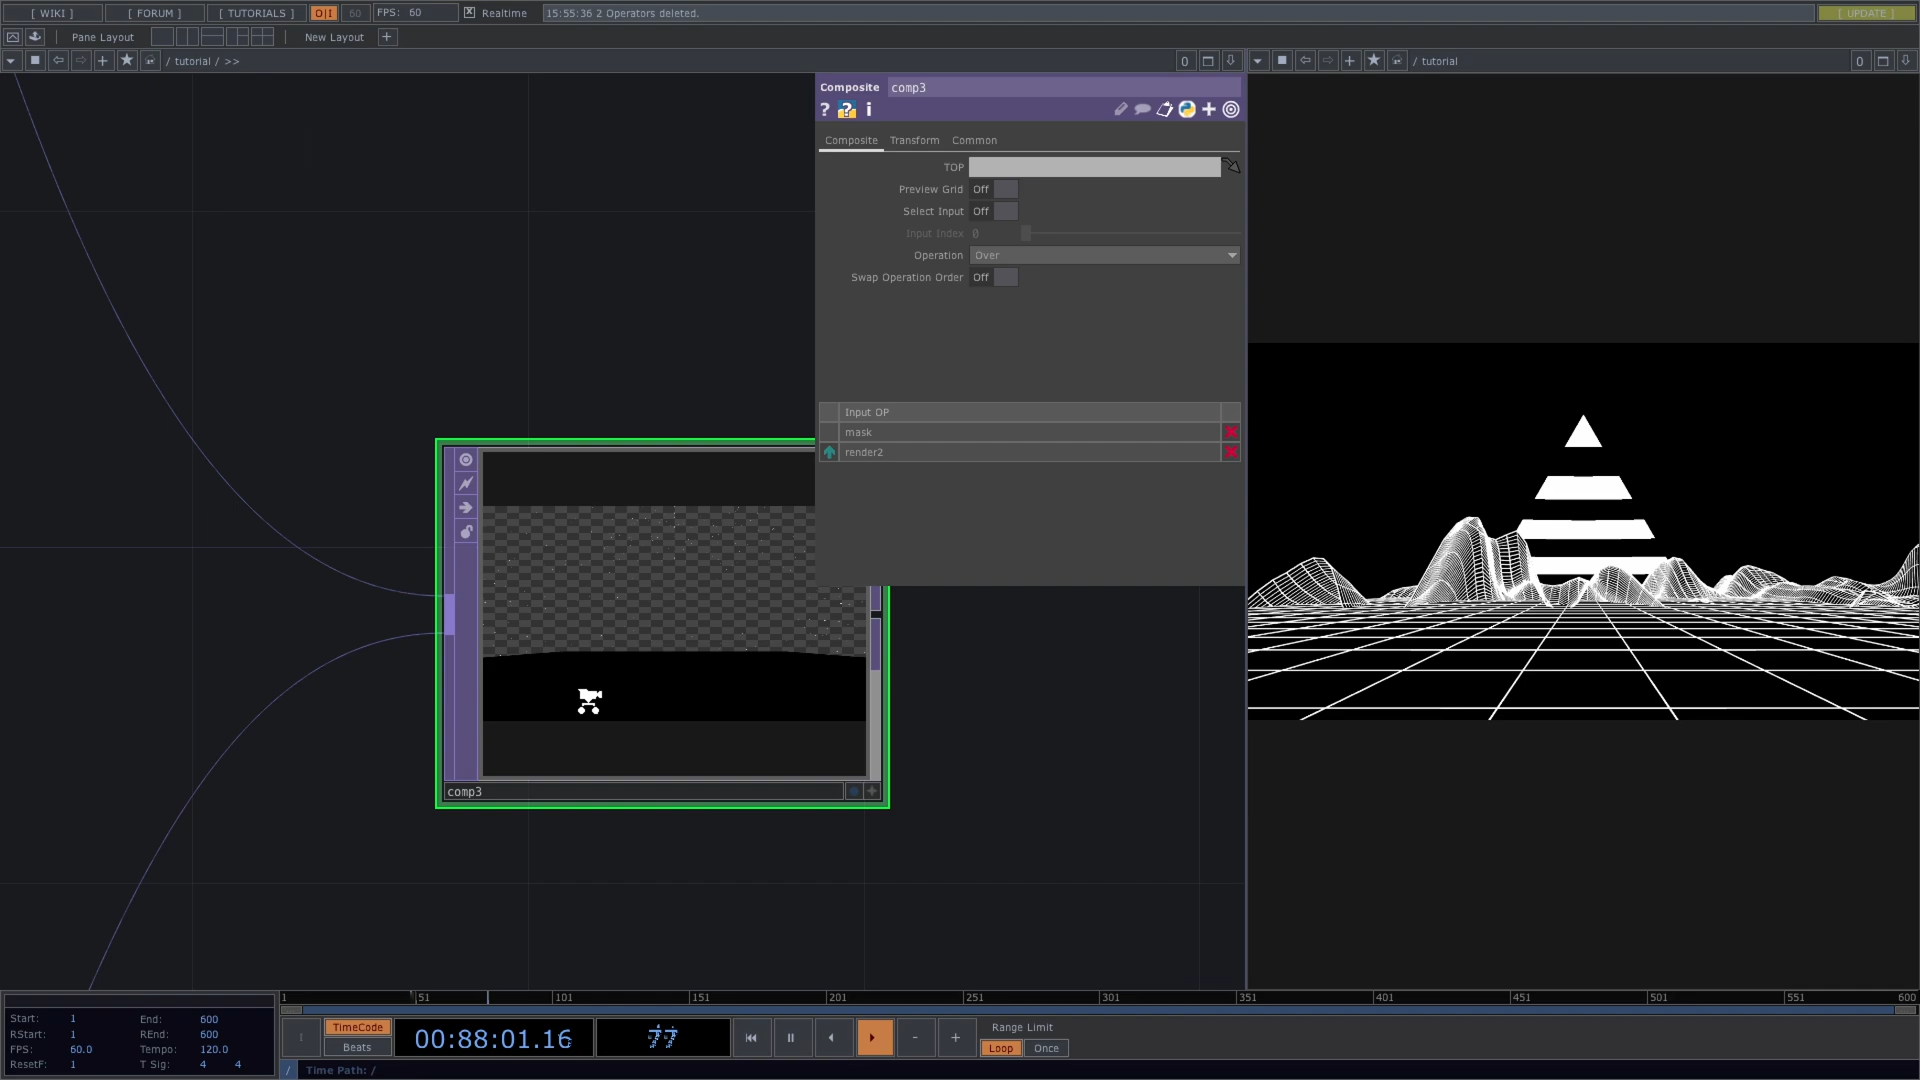 [ WIKI ] [ FORUM ] [ TUTORIALS ] O|I 60 FPS: 60 Realtime 15:55:36 2 Operators deleted. [ UPDATE ]
Pane Layout New Layout +
/ tutorial / >> 0 / tutorial 0
Composite comp3
? ? i
Composite Transform Common
TOP
Preview Grid Off
Select Input Off
Input Index 0
Operation Over
Swap Operation Order Off
Input OP
mask
render2
comp3
1 51 101 151 201 251 301 351 401 451 501 551 600
Start: 1 End: 600
RStart: 1 REnd: 600
FPS: 60.0 Tempo: 120.0
ResetF: 1 T Sig: 4 4
TimeCode
Beats
00:88:01.16
- +
Range Limit
Loop Once
/ Time Path: /